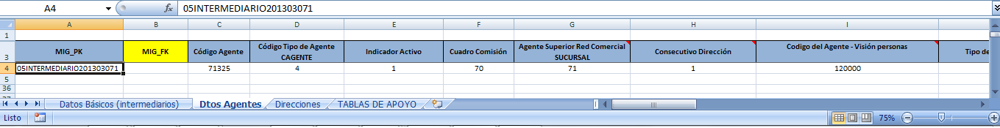 A4 fx 05INTERMEDIARIO201303071
A B C D E F G H I
1
3 MIG_PK MIG_FK Código Agente Código Tipo de Agente CAGENTE Indicador Activo Cuadro Comisión Agente Superior Red Comercial SUCURSAL Consecutivo Dirección Codigo del Agente - Visión personas Tipo de
4 05INTERMEDIARIO201303071 71325 4 1 70 71 1 120000
5
36
Datos Básicos (intermediarios) Dtos Agentes Direcciones TABLAS DE APOYO
Listo 75%